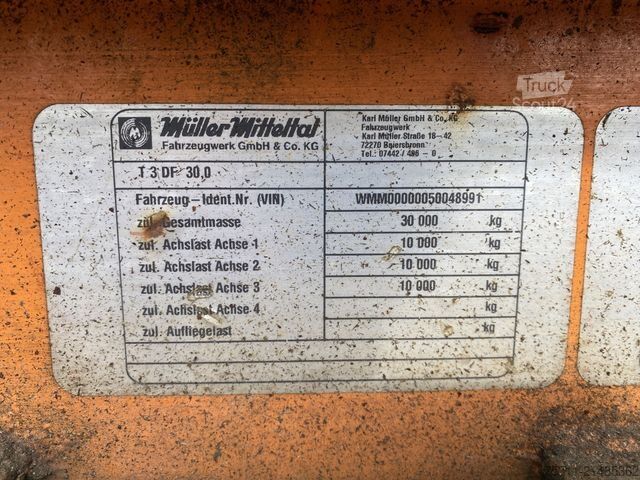 Truck
Scout24
Müller Mitteltal
Fahrzeugwerk GmbH & Co. KG
Karl Müller GmbH & Co. KG
Fahrzeugwerk
Karl Müller Straße 18-42
72270 Baiersbronn
Tel.: 07442 / 496 - 0
T 3 DF 30,0
Fahrzeug-Ident.Nr. (VIN) WMM00000050048991
zul. Gesamtmasse 30 000 kg
zul. Achslast Achse 1 10 000 kg
zul. Achslast Achse 2 10 000 kg
zul. Achslast Achse 3 10 000 kg
zul. Achslast Achse 4 kg
zul. Aufliegelast kg